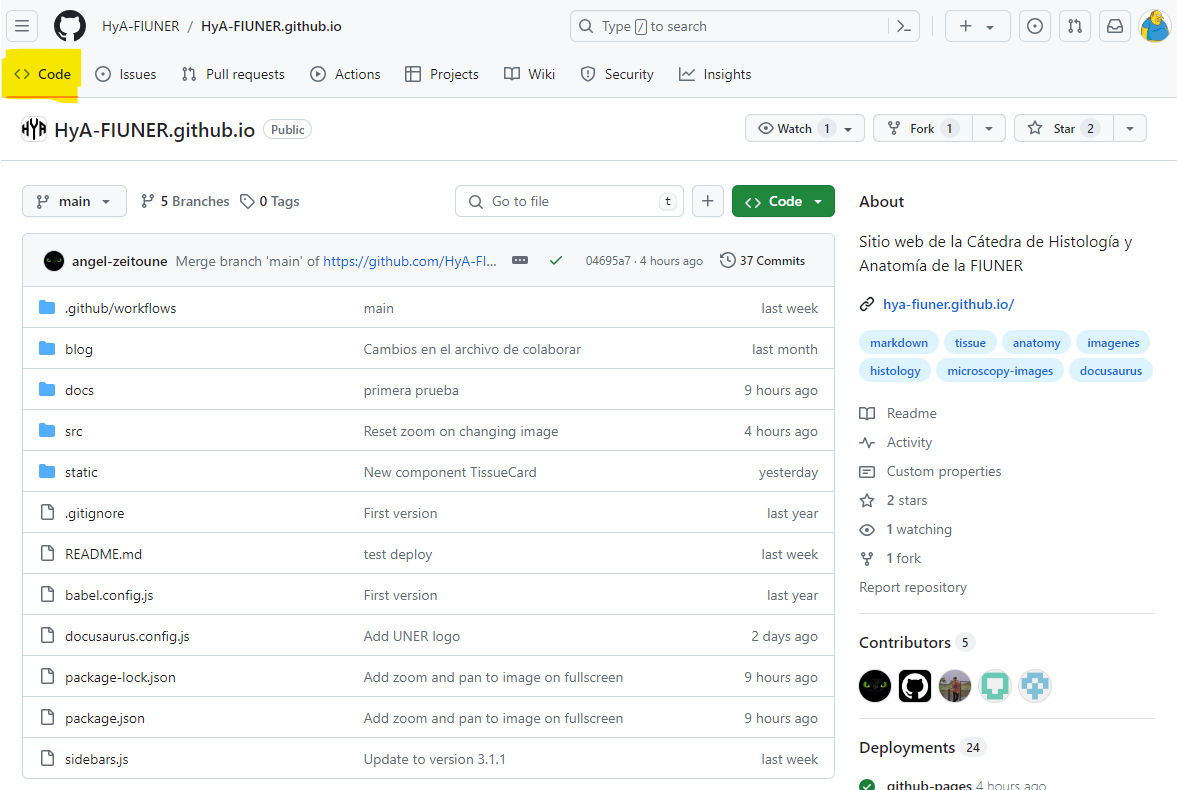 HyA-FIUNER / HyA-FIUNER.github.io
Type / to search
Code Issues Pull requests Actions Projects Wiki Security Insights
HYA HyA-FIUNER.github.io Public
Watch 1 Fork 1 Star 2
main 5 Branches 0 Tags Go to file t Code
angel-zeitoune Merge branch 'main' of https://github.com/HyA-FI... 04695a7 · 4 hours ago 37 Commits
.github/workflows main last week
blog Cambios en el archivo de colaborar last month
docs primera prueba 9 hours ago
src Reset zoom on changing image 4 hours ago
static New component TissueCard yesterday
.gitignore First version last year
README.md test deploy last week
babel.config.js First version last year
docusaurus.config.js Add UNER logo 2 days ago
package-lock.json Add zoom and pan to image on fullscreen 9 hours ago
package.json Add zoom and pan to image on fullscreen 9 hours ago
sidebars.js Update to version 3.1.1 last week
About
Sitio web de la Cátedra de Histología y
Anatomía de la FIUNER
hya-fiuner.github.io/
markdown tissue anatomy imagenes
histology microscopy-images docusaurus
Readme
Activity
Custom properties
2 stars
1 watching
1 fork
Report repository
Contributors 5
Deployments 24
github-pages 4 hours ago